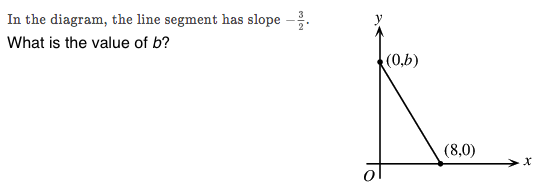 In the diagram, the line segment has slope −3/2.
What is the value of b?
y
(0,b)
(8,0)
x
O